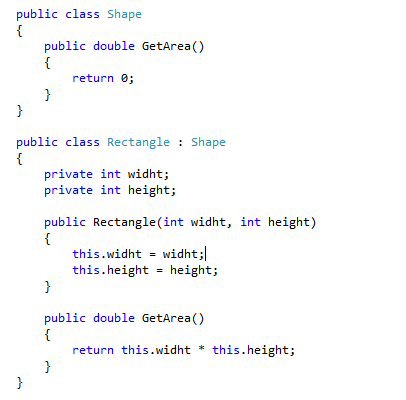 public class Shape
{
    public double GetArea()
    {
        return 0;
    }
}

public class Rectangle : Shape
{
    private int widht;
    private int height;

    public Rectangle(int widht, int height)
    {
        this.widht = widht;
        this.height = height;
    }

    public double GetArea()
    {
        return this.widht * this.height;
    }
}